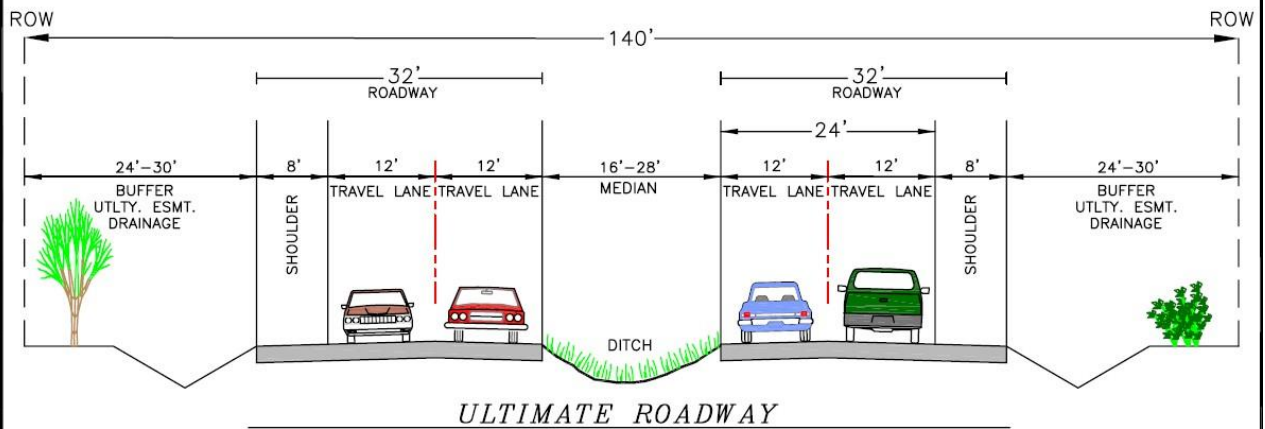 ROW ROW
140'
32' 32'
ROADWAY ROADWAY
24'
24'-30' 8' 12' 12' 16'-28' 12' 12' 8' 24'-30'
BUFFER TRAVEL LANE TRAVEL LANE MEDIAN TRAVEL LANE TRAVEL LANE BUFFER
UTLTY. ESMT. UTLTY. ESMT.
DRAINAGE DRAINAGE
SHOULDER SHOULDER
DITCH
ULTIMATE ROADWAY